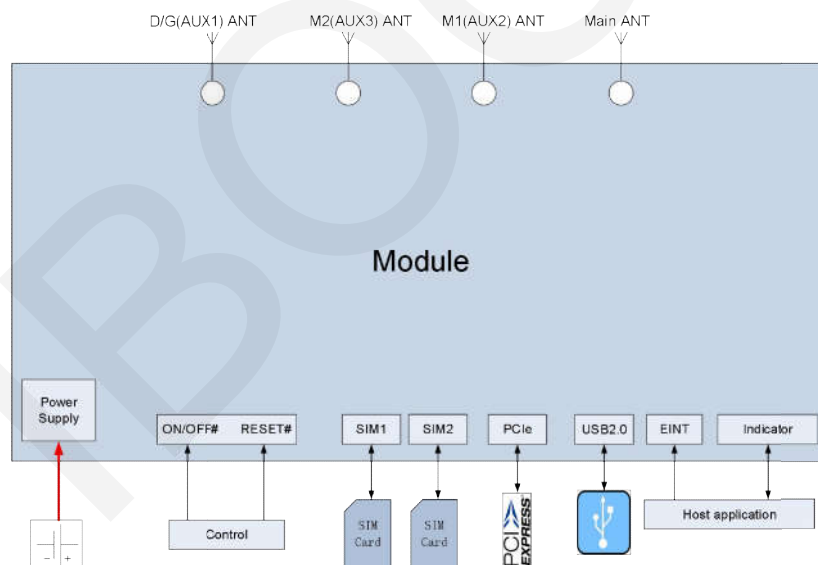 D/G(AUX1) ANT
M2(AUX3) ANT
M1(AUX2) ANT
Main ANT
Module
Power
Supply
ON/OFF#
RESET#
SIM1
SIM2
PCIe
USB2.0
EINT
Indicator
Control
SIM
Card
SIM
Card
PCI
EXPRESS
Host application